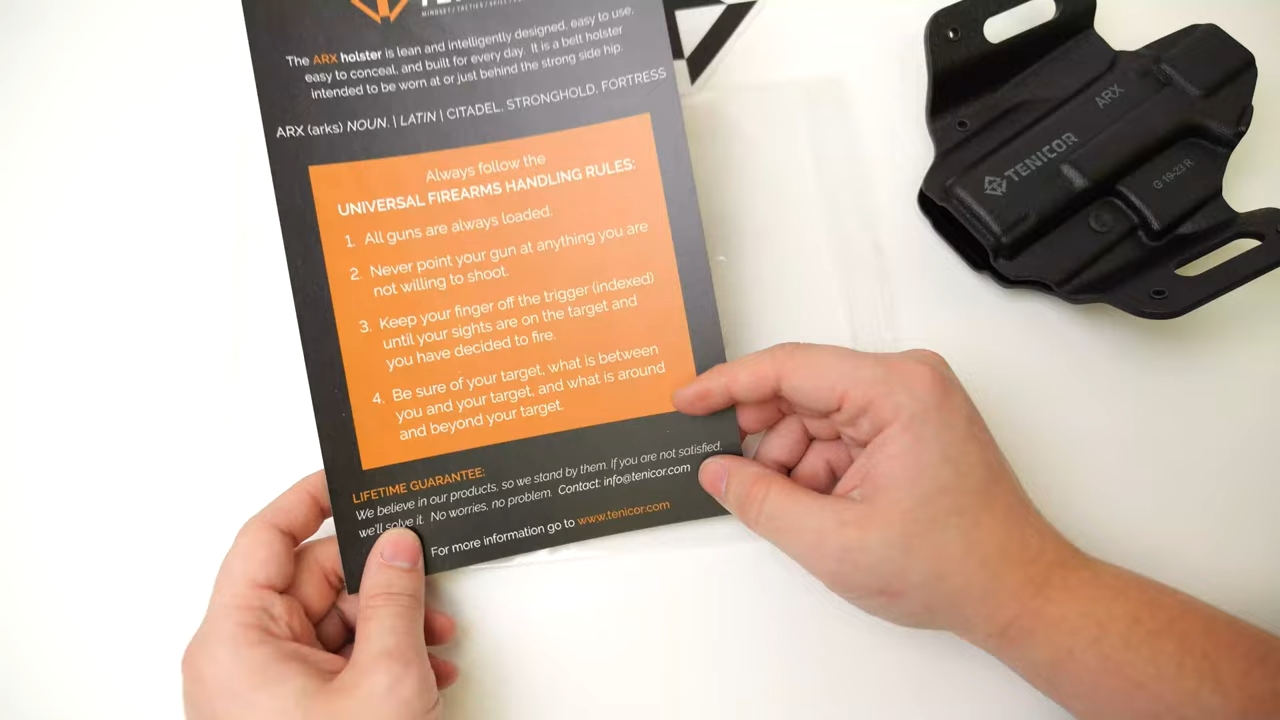 MINDSET / TACTICS / SKILL /
The ARX holster is lean and intelligently designed, easy to use,
easy to conceal, and built for every day. It is a belt holster
intended to be worn at or just behind the strong side hip.
ARX (arks) NOUN. | LATIN | CITADEL, STRONGHOLD, FORTRESS
Always follow the
UNIVERSAL FIREARMS HANDLING RULES:
1. All guns are always loaded.
2. Never point your gun at anything you are
not willing to shoot.
3. Keep your finger off the trigger (indexed)
until your sights are on the target and
you have decided to fire.
4. Be sure of your target, what is between
you and your target, and what is around
and beyond your target.
LIFETIME GUARANTEE:
We believe in our products, so we stand by them. If you are not satisfied,
we'll solve it. No worries, no problem. Contact: info@tenicor.com
For more information go to www.tenicor.com
ARX
TENICOR
G 19-23 R